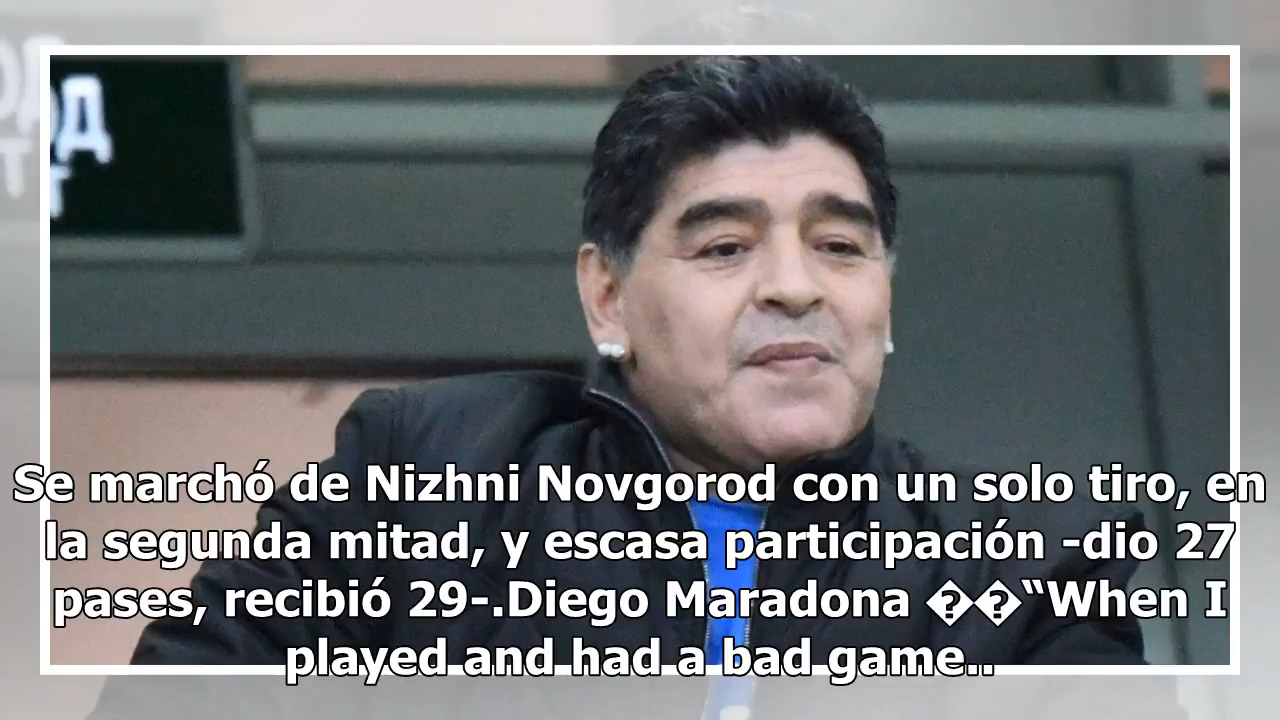 ОД
Т
Se marchó de Nizhni Novgorod con un solo tiro, en
la segunda mitad, y escasa participación -dio 27
pases, recibió 29-.Diego Maradona ��“When I
played and had a bad game..